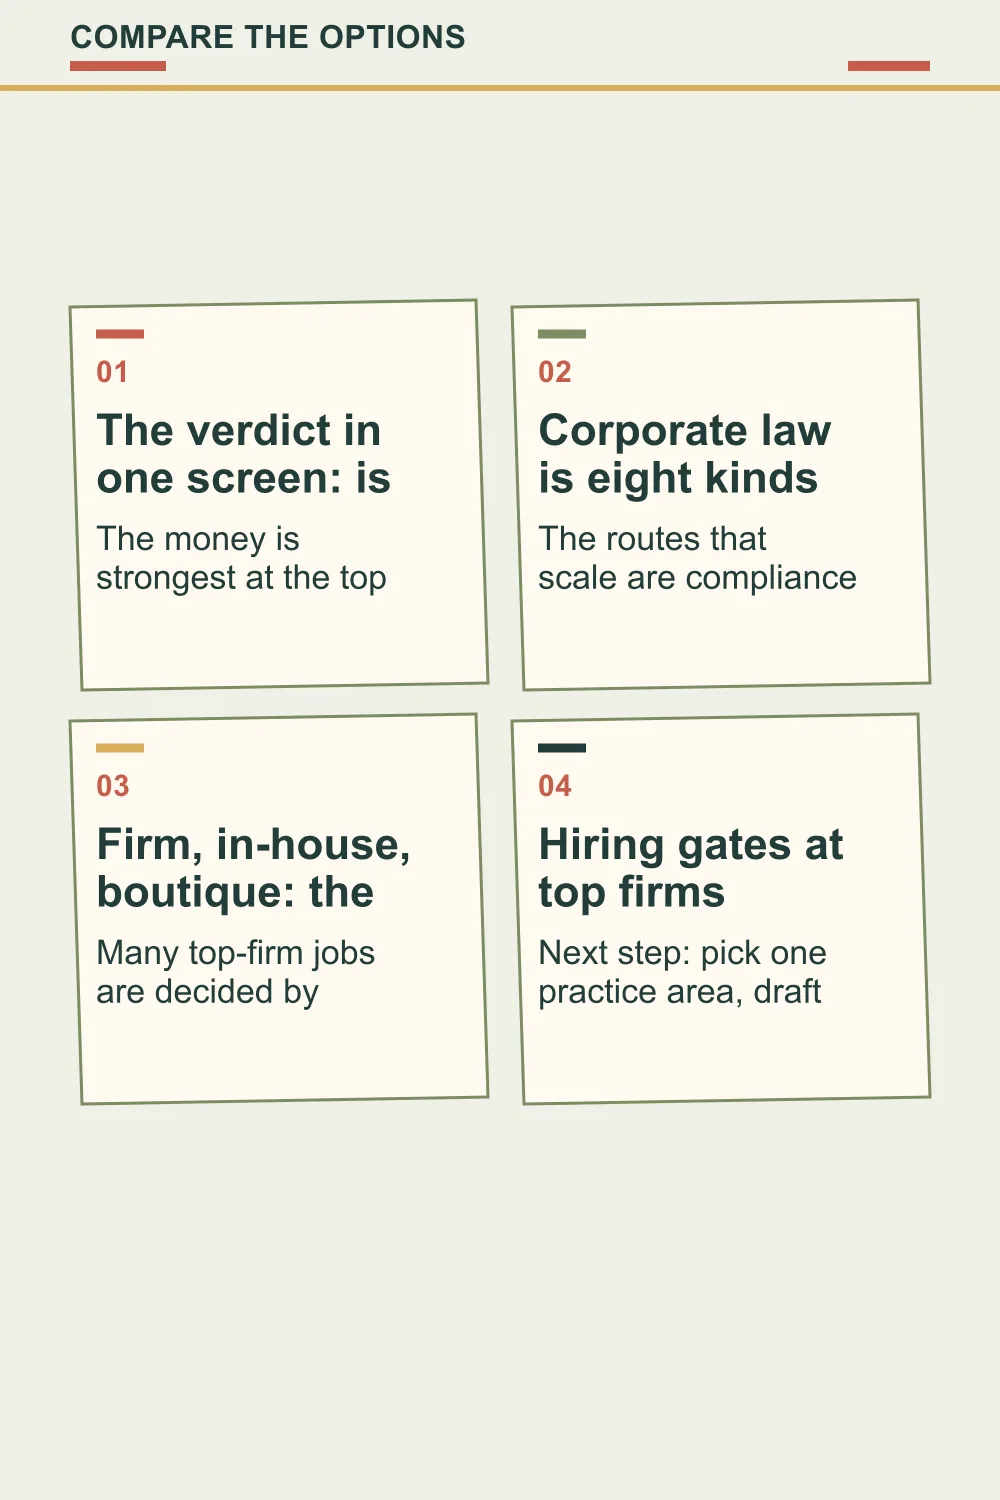 COMPARE THE OPTIONS
01
The verdict in
one screen: is
The money is
strongest at the top
02
Corporate law
is eight kinds
The routes that
scale are compliance
03
Firm, in-house,
boutique: the
Many top-firm jobs
are decided by
04
Hiring gates at
top firms
Next step: pick one
practice area, draft